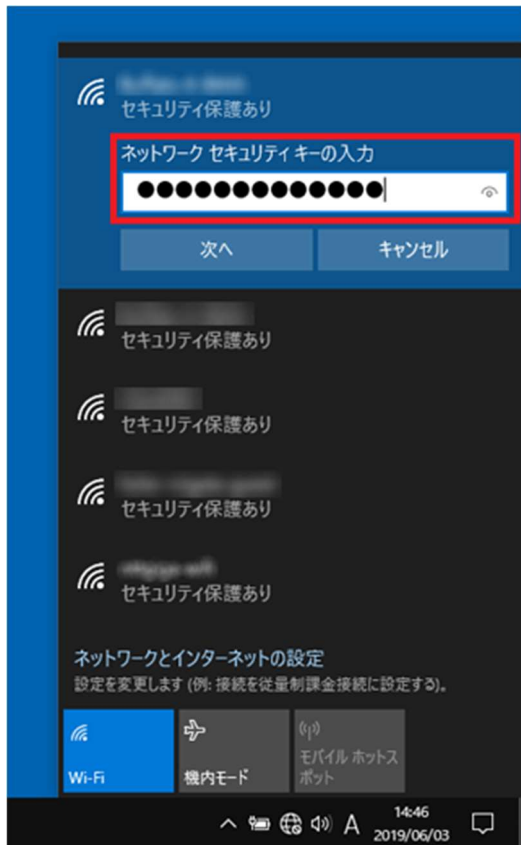 セキュリティ保護あり
ネットワーク セキュリティ キーの入力
●●●●●●●●●●●●●
次へ キャンセル
セキュリティ保護あり
セキュリティ保護あり
セキュリティ保護あり
セキュリティ保護あり
ネットワークとインターネットの設定
設定を変更します (例: 接続を従量制課金接続に設定する)。
Wi-Fi
機内モード
モバイル ホットス
ポット
A
14:46
2019/06/03